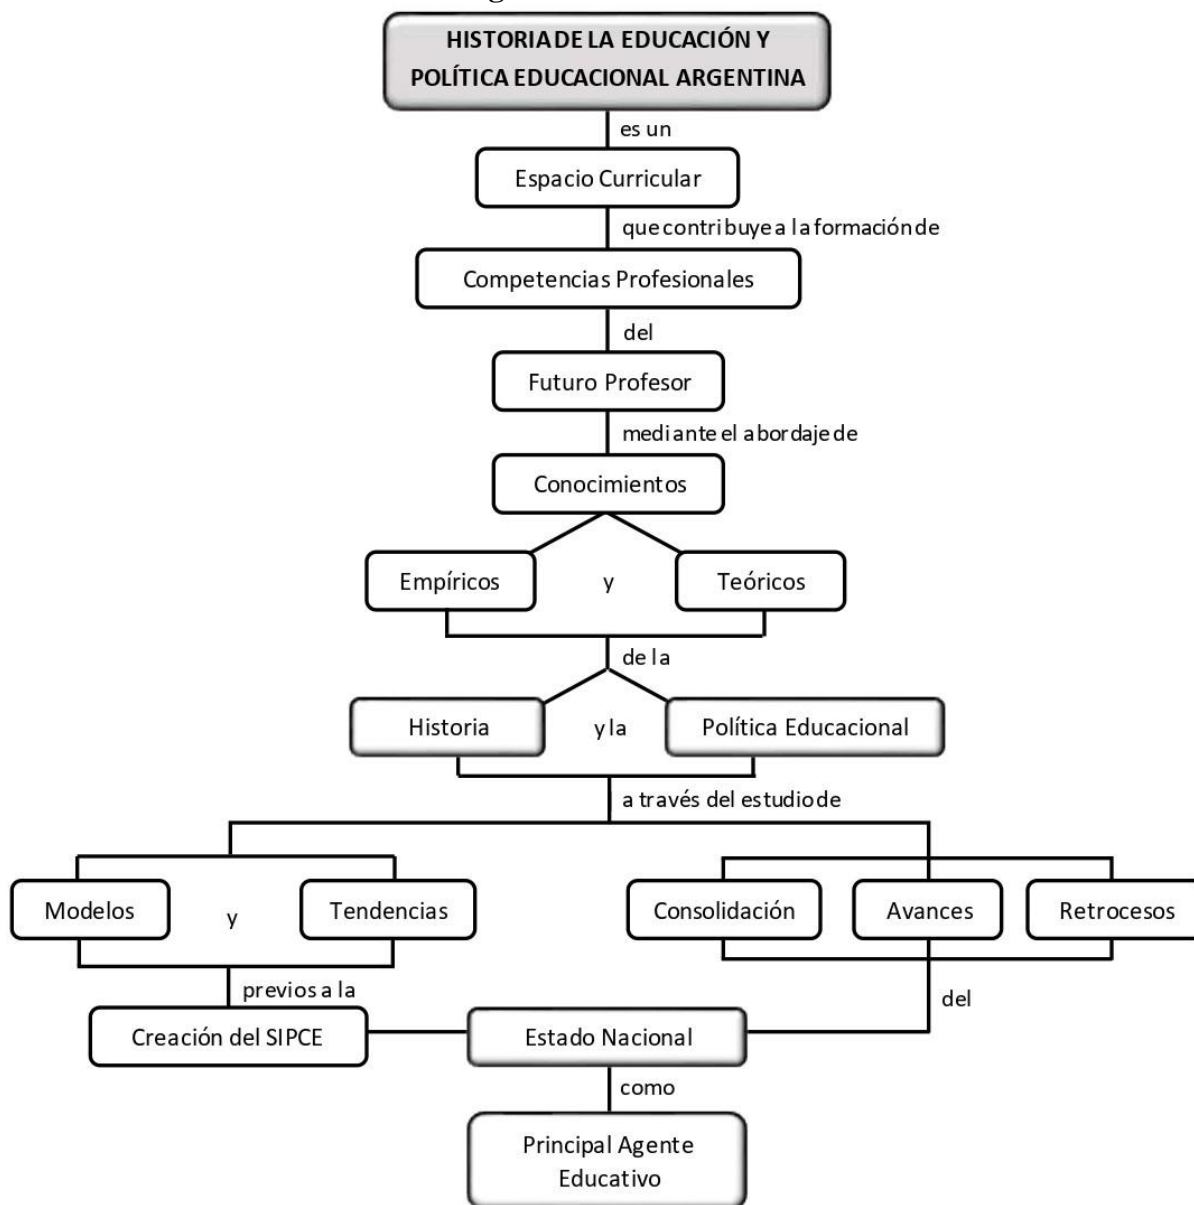 HISTORIA DE LA EDUCACIÓN Y
POLÍTICA EDUCACIONAL ARGENTINA
es un
Espacio Curricular
que contribuye a la formación de
Competencias Profesionales
del
Futuro Profesor
mediante el abordaje de
Conocimientos
Empíricos
y
Teóricos
de la
Historia
y la
Política Educacional
a través del estudio de
Modelos
y
Tendencias
Consolidación
Avances
Retrocesos
previos a la
del
Creación del SIPCE
Estado Nacional
como
Principal Agente
Educativo